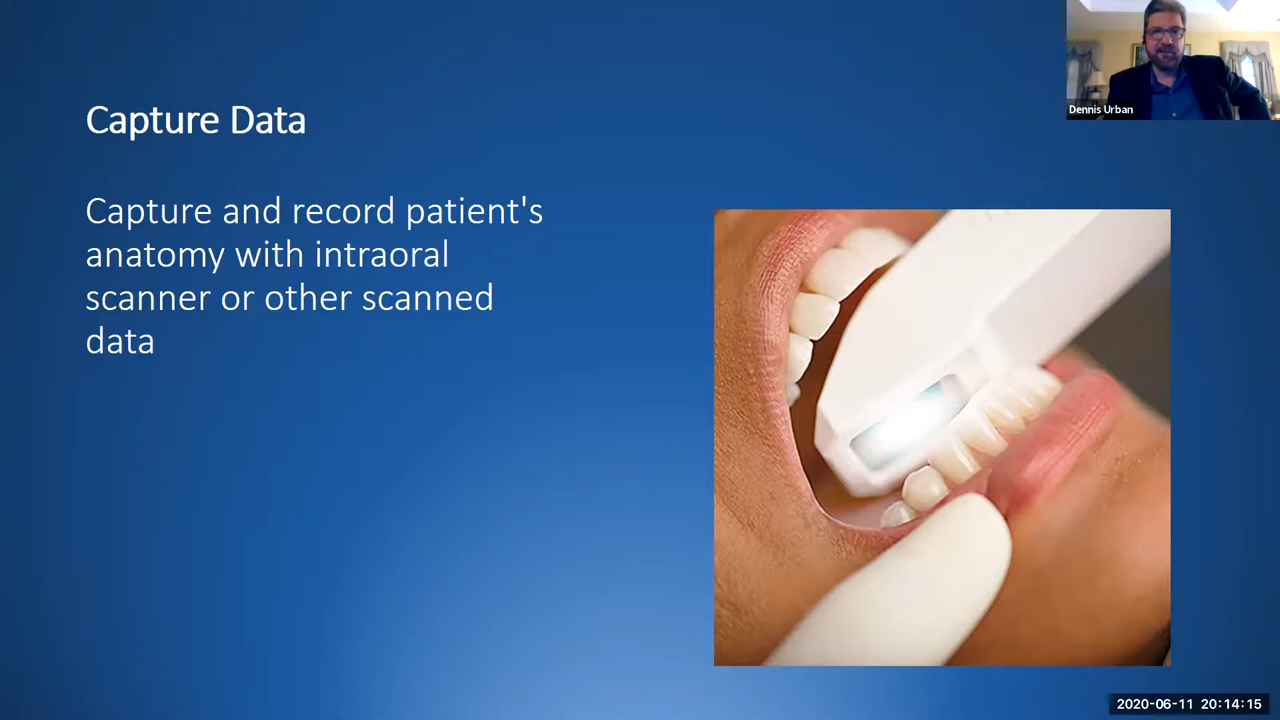 Dennis Urban
Capture Data
Capture and record patient's
anatomy with intraoral
scanner or other scanned
data
2020-06-11 20:14:15